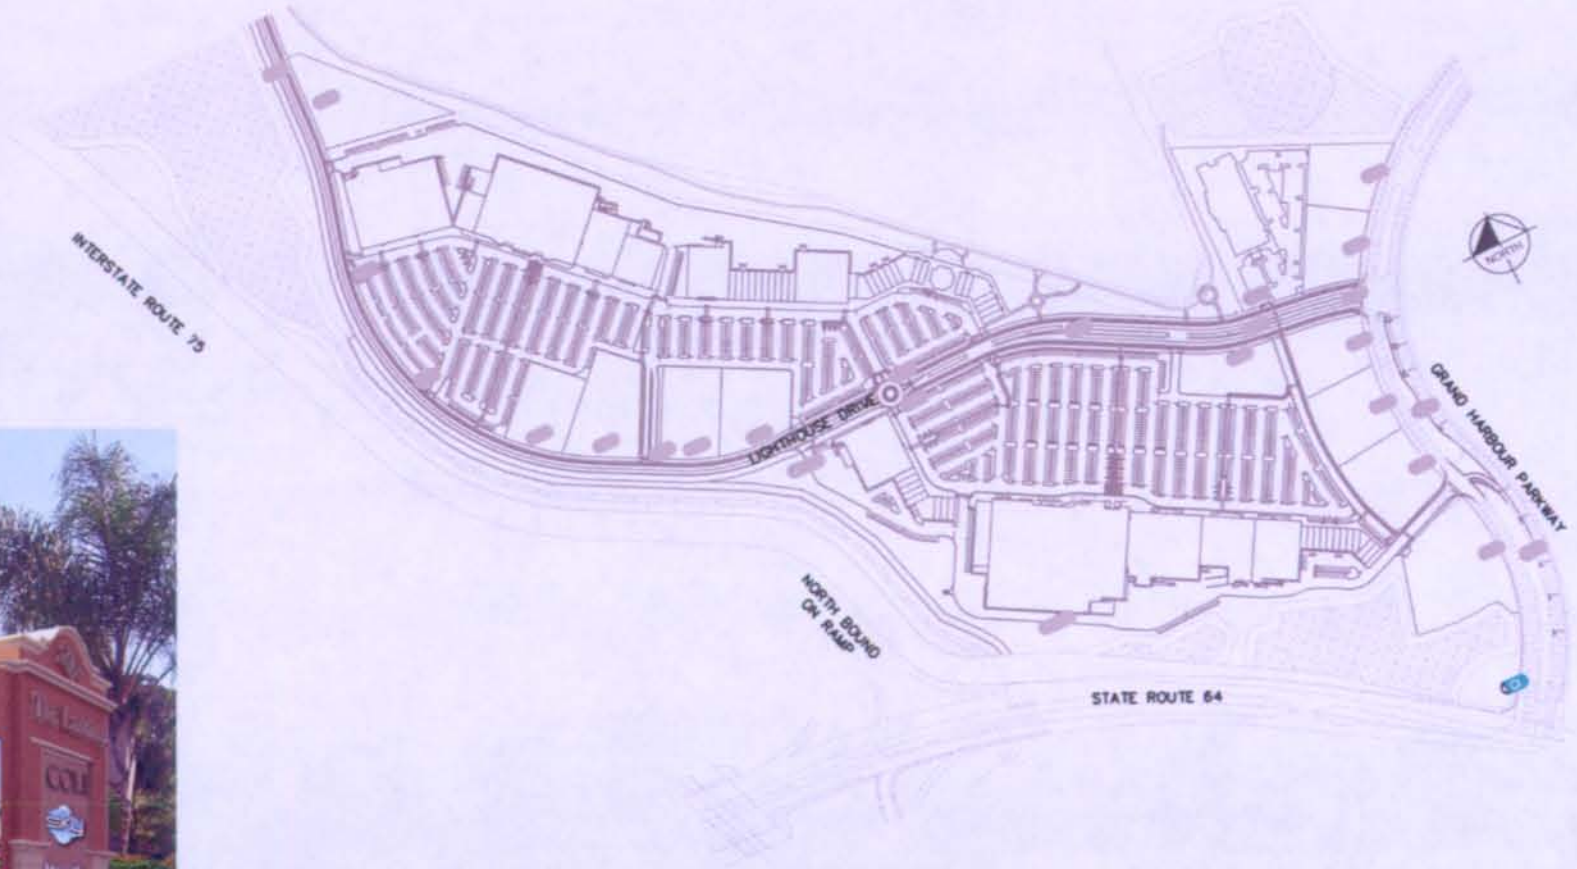 INTERSTATE ROUTE 75
NORTH
GRAND HARBOUR PARKWAY
LIGHTHOUSE DRIVE
NORTH BOUND
ON RAMP
STATE ROUTE 64